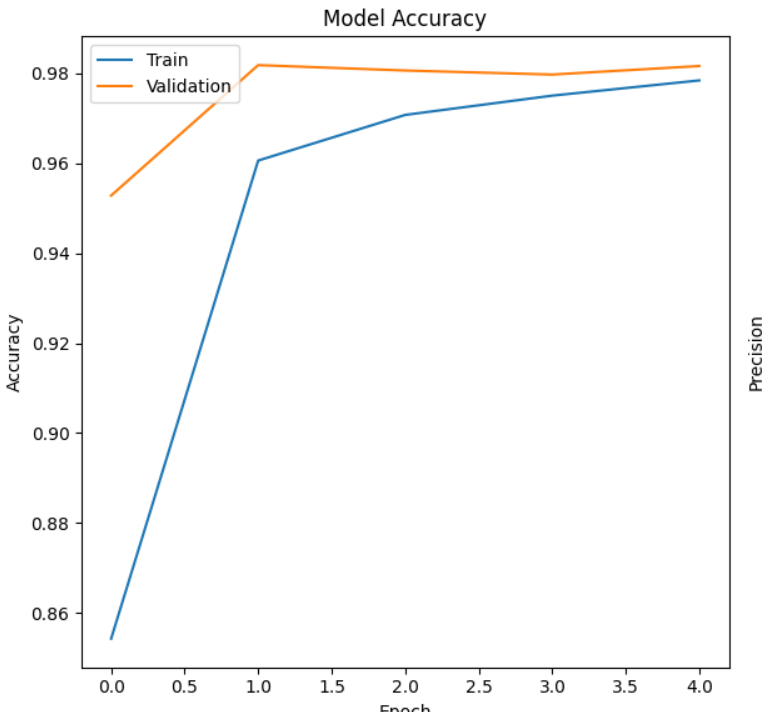 Model Accuracy
Train
Validation
0.98
0.96
0.94
0.92
0.90
0.88
0.86
Accuracy
0.0 0.5 1.0 1.5 2.0 2.5 3.0 3.5 4.0
Epoch
Precision